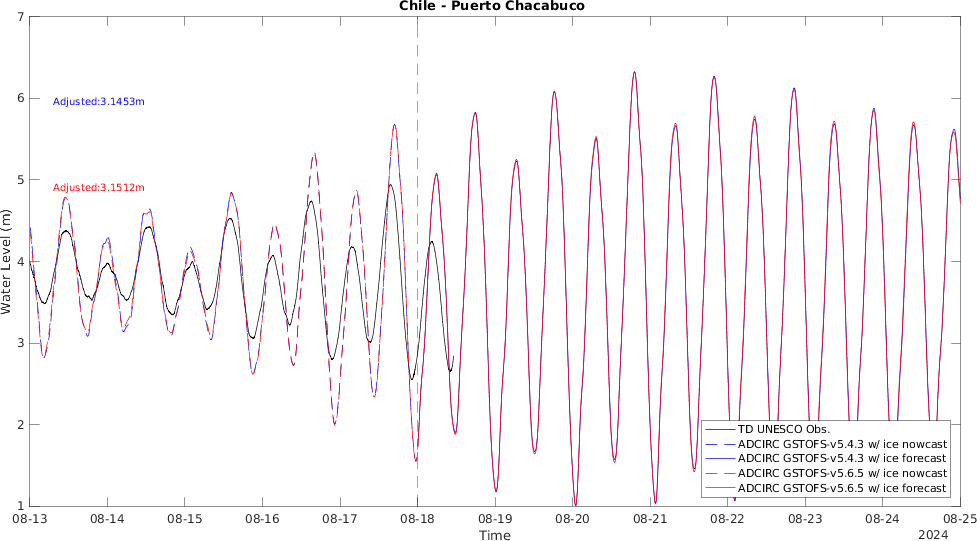 Chile - Puerto Chacabuco
7
6
5
4
3
2
1
Water Level (m)
Adjusted:3.1453m
Adjusted:3.1512m
TD UNESCO Obs.
ADCIRC GSTOFS-v5.4.3 w/ ice nowcast
ADCIRC GSTOFS-v5.4.3 w/ ice forecast
ADCIRC GSTOFS-v5.6.5 w/ ice nowcast
ADCIRC GSTOFS-v5.6.5 w/ ice forecast
08-13 08-14 08-15 08-16 08-17 08-18 08-19 08-20 08-21 08-22 08-23 08-24 08-25
Time
2024